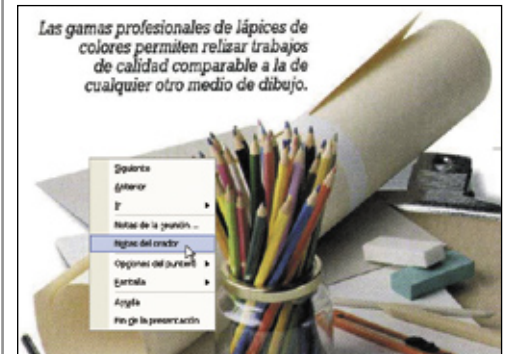 Las gamas profesionales de lápices de
colores permiten relizar trabajos
de calidad comparable a la de
cualquier otro medio de dibujo.
Siguiente
Anterior
Ir
Notas de la reunión...
Notas del orador
Opciones del puntero
Pantalla
Ayuda
Fin de la presentación